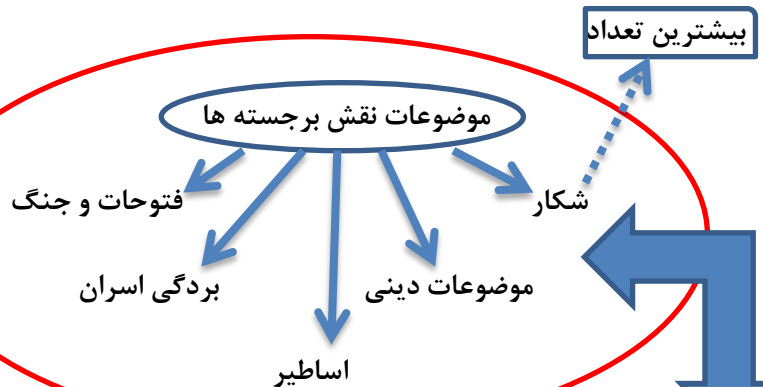 بیشترین تعداد
موضوعات نقش برجسته ها
شکار
فتوحات و جنگ
موضوعات دینی
بردگی اسران
اساطیر